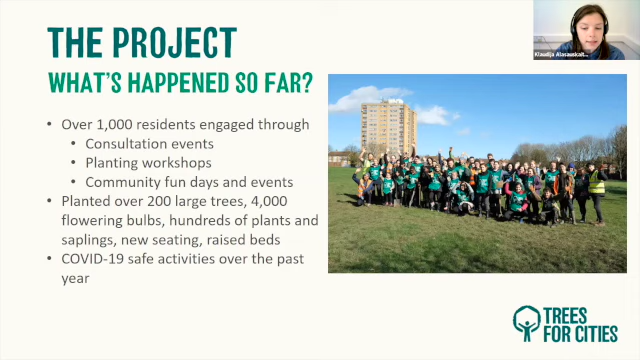 THE PROJECT
WHAT'S HAPPENED SO FAR?
• Over 1,000 residents engaged through
• Consultation events
• Planting workshops
• Community fun days and events
• Planted over 200 large trees, 4,000
flowering bulbs, hundreds of plants and
saplings, new seating, raised beds
• COVID-19 safe activities over the past
year
Klaudija Alasauskait...
TREES
FOR CITIES